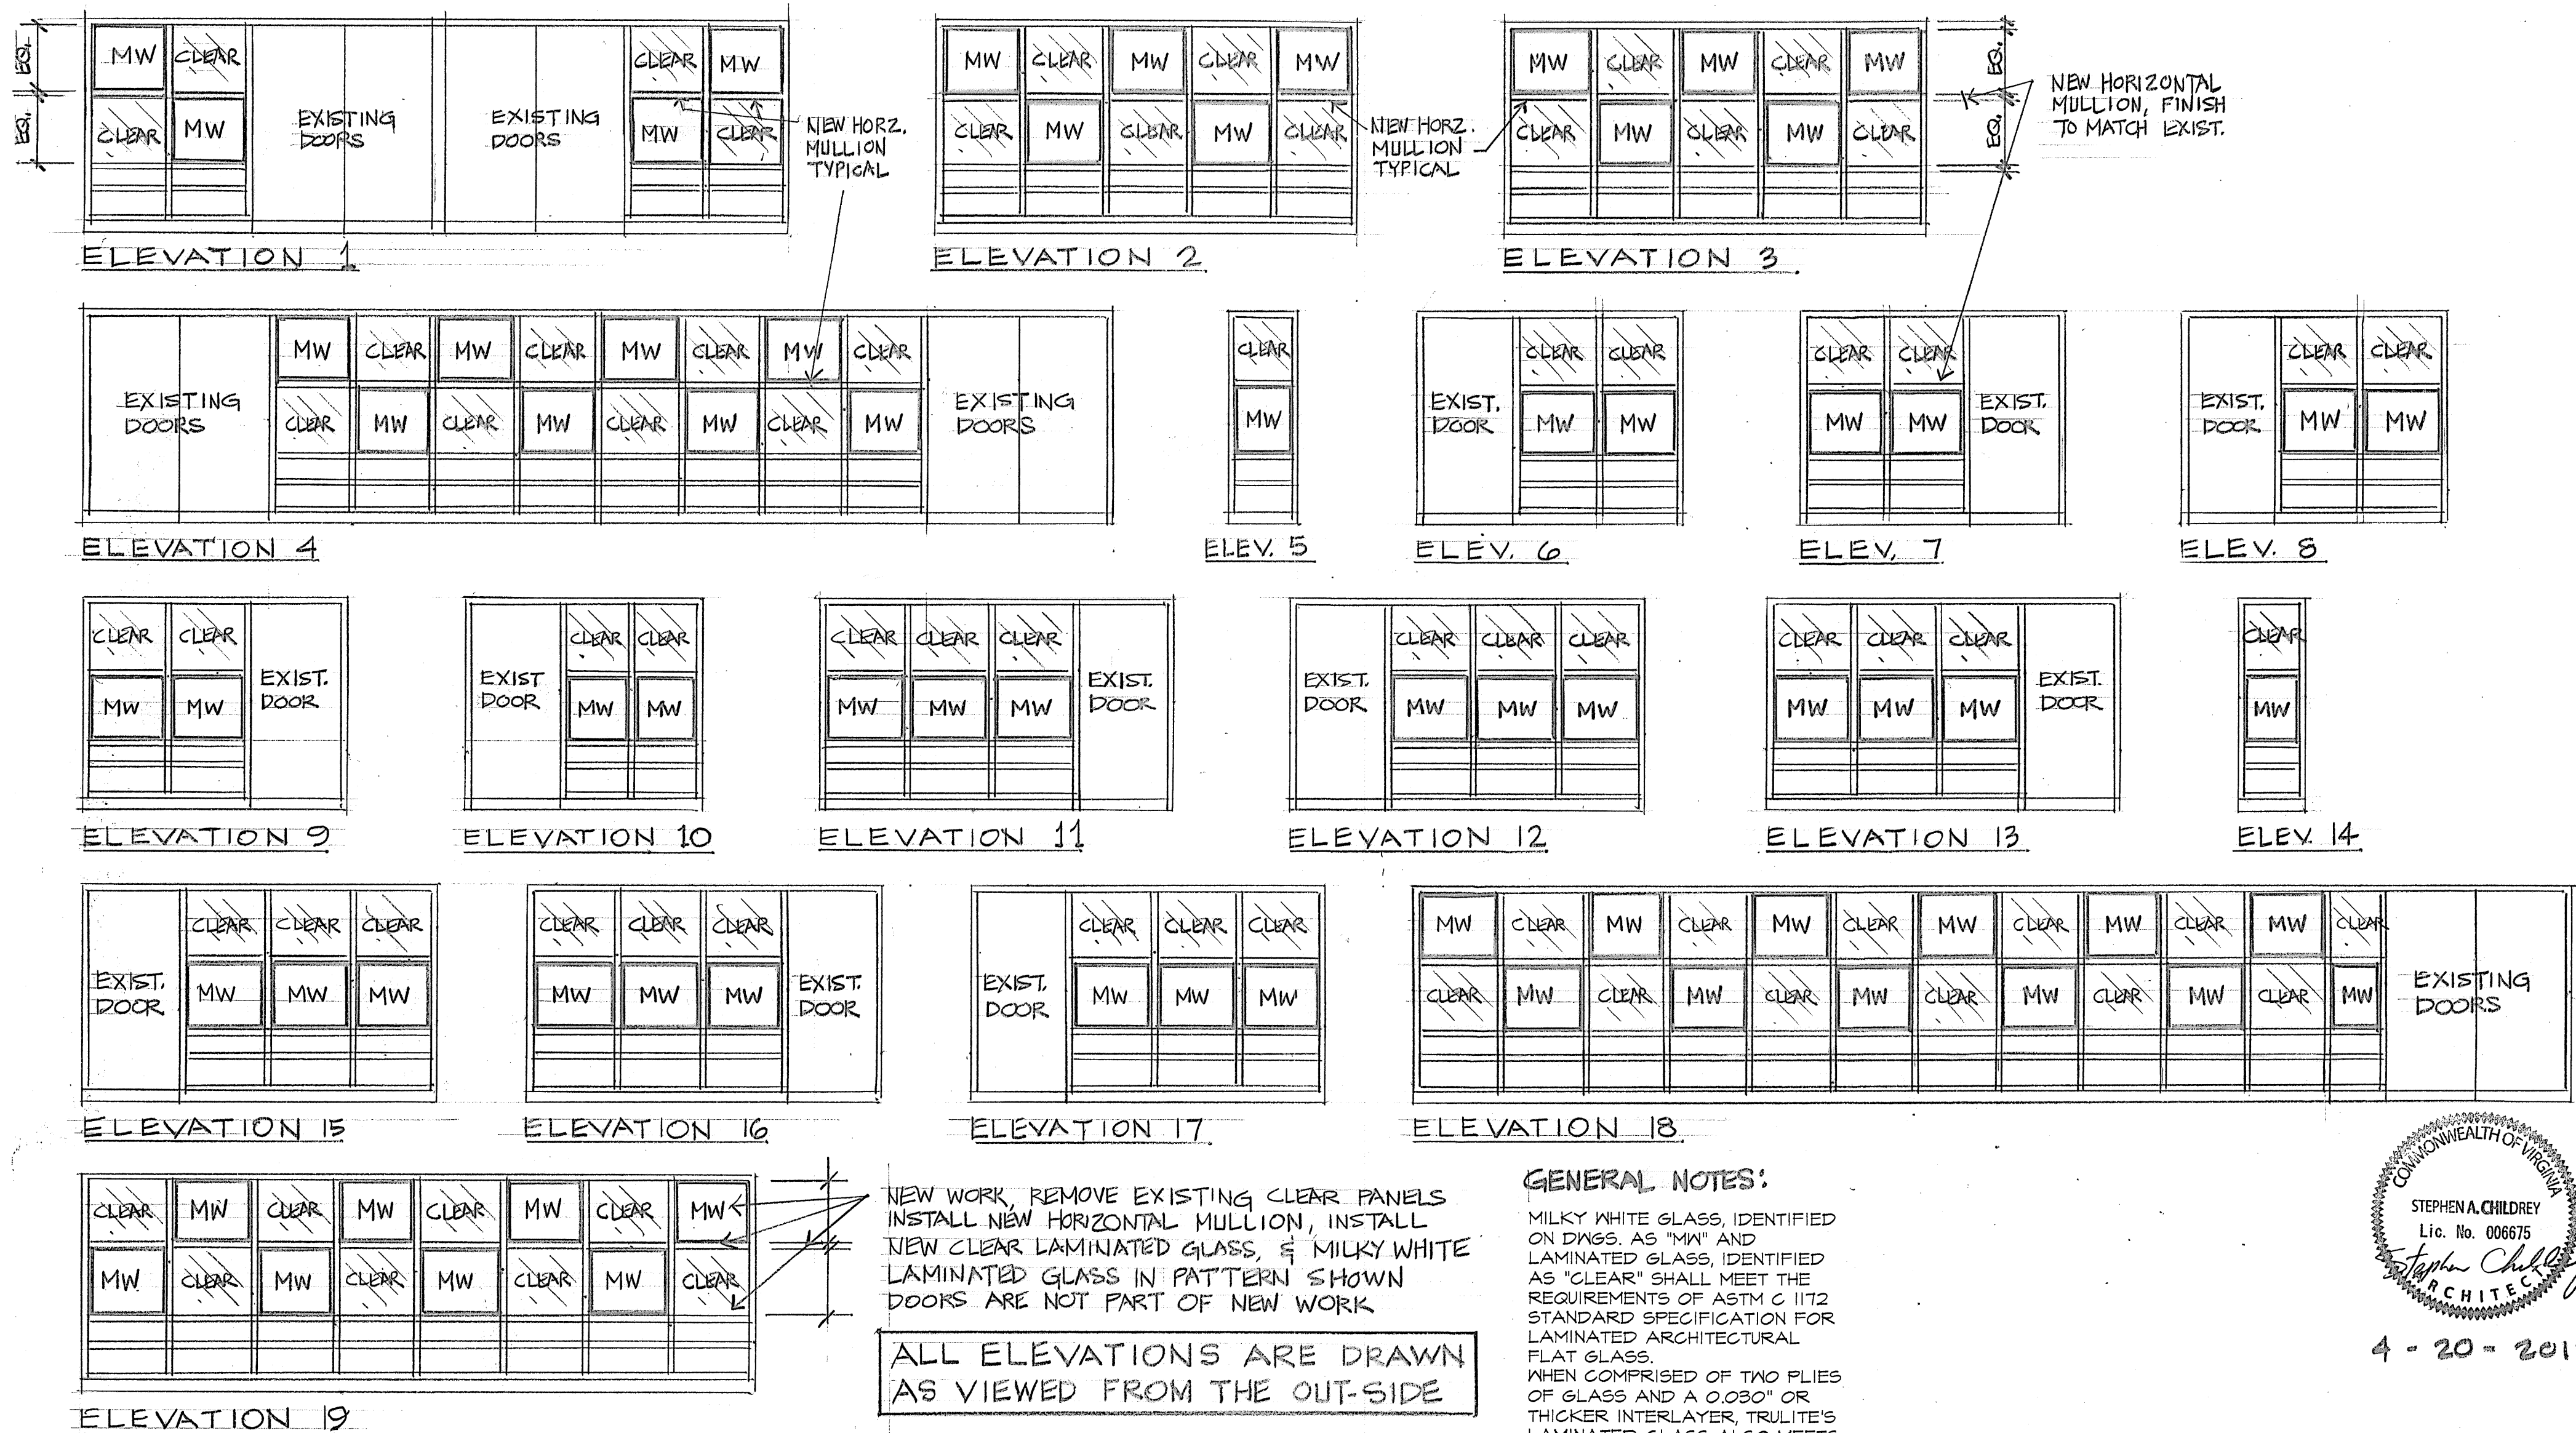 EQ.
EQ.
MW CLEAR CLEAR MW
CLEAR MW MW CLEAR
EXISTING
DOORS
EXISTING
DOORS
NEW HORZ.
MULLION
TYPICAL
ELEVATION 1
MW CLEAR MW CLEAR MW
CLEAR MW CLEAR MW CLEAR
NEW HORZ.
MULLION
TYPICAL
ELEVATION 2
MW CLEAR MW CLEAR MW
CLEAR MW CLEAR MW CLEAR
EQ.
EQ.
NEW HORIZONTAL
MULLION, FINISH
TO MATCH EXIST.
ELEVATION 3
EXISTING
DOORS
MW CLEAR MW CLEAR MW CLEAR MW CLEAR
CLEAR MW CLEAR MW CLEAR MW CLEAR MW
EXISTING
DOORS
ELEVATION 4
CLEAR
MW
ELEV. 5
EXIST.
DOOR
CLEAR CLEAR
MW MW
ELEV. 6
CLEAR CLEAR
MW MW
EXIST.
DOOR
ELEV. 7
EXIST.
DOOR
CLEAR CLEAR
MW MW
ELEV. 8
CLEAR CLEAR
MW MW
EXIST.
DOOR
ELEVATION 9
EXIST
DOOR
CLEAR CLEAR
MW MW
ELEVATION 10
CLEAR CLEAR CLEAR
MW MW MW
EXIST.
DOOR
ELEVATION 11
EXIST.
DOOR
CLEAR CLEAR CLEAR
MW MW MW
ELEVATION 12
CLEAR CLEAR CLEAR
MW MW MW
EXIST.
DOOR
ELEVATION 13
CLEAR
MW
ELEV. 14
EXIST.
DOOR
CLEAR CLEAR CLEAR
MW MW MW
ELEVATION 15
CLEAR CLEAR CLEAR
MW MW MW
EXIST.
DOOR
ELEVATION 16
EXIST.
DOOR
CLEAR CLEAR CLEAR
MW MW MW
ELEVATION 17
MW CLEAR MW CLEAR MW CLEAR MW CLEAR MW CLEAR MW CLEAR
CLEAR MW CLEAR MW CLEAR MW CLEAR MW CLEAR MW CLEAR MW
EXISTING
DOORS
ELEVATION 18
CLEAR MW CLEAR MW CLEAR MW CLEAR MW
MW CLEAR MW CLEAR MW CLEAR MW CLEAR
ELEVATION 19
NEW WORK, REMOVE EXISTING CLEAR PANELS
INSTALL NEW HORIZONTAL MULLION, INSTALL
NEW CLEAR LAMINATED GLASS, & MILKY WHITE
LAMINATED GLASS IN PATTERN SHOWN
DOORS ARE NOT PART OF NEW WORK
ALL ELEVATIONS ARE DRAWN
AS VIEWED FROM THE OUT-SIDE
GENERAL NOTES:
MILKY WHITE GLASS, IDENTIFIED
ON DWGS. AS "MW" AND
LAMINATED GLASS, IDENTIFIED
AS "CLEAR" SHALL MEET THE
REQUIREMENTS OF ASTM C 1172
STANDARD SPECIFICATION FOR
LAMINATED ARCHITECTURAL
FLAT GLASS.
WHEN COMPRISED OF TWO PLIES
OF GLASS AND A 0.030" OR
THICKER INTERLAYER, TRULITE'S
LAMINATED GLASS ALSO MEETS
COMMONWEALTH OF VIRGINIA
STEPHEN A. CHILDREY
Lic. No. 006675
ARCHITECT
4 - 20 - 201